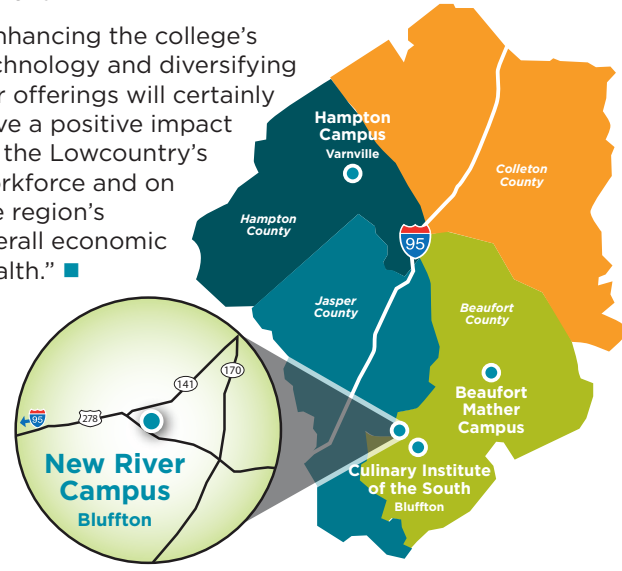 nhancing the college’s
chnology and diversifying
r offerings will certainly
ve a positive impact
the Lowcountry’s
orkforce and on
e region’s
erall economic
alth.” ■
Hampton
Campus
Varnville
Colleton
County
Hampton
County
95
Jasper
County
Beaufort
County
Beaufort
Mather
Campus
Culinary Institute
of the South
Bluffton
141
170
95
278
New River
Campus
Bluffton